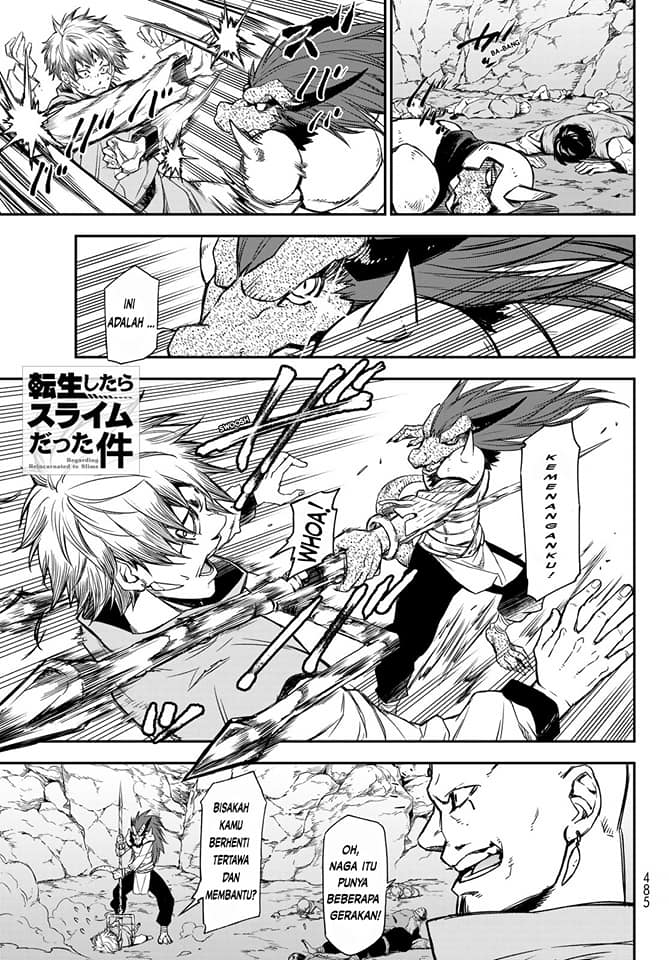 BA-BANG
INI
ADALAH ...
転生したら
スライム
だった件
Regarding
Reincarnated to Slime
SWOOSH
WHOA!
KEMENANGANKU!
OH,
NAGA ITU
PUNYA
BEBERAPA
GERAKAN!
BISAKAH
KAMU
BERHENTI
TERTAWA
DAN
MEMBANTU?
485